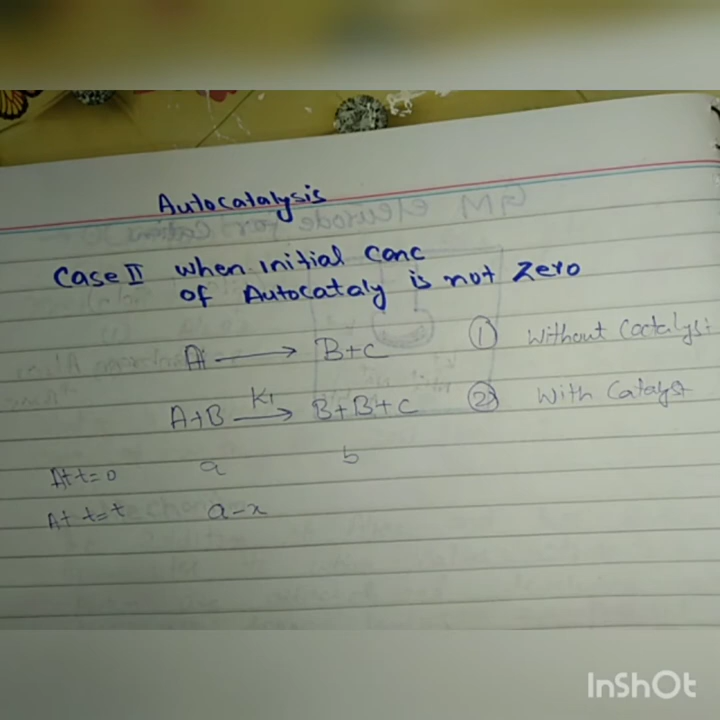 Autocatalysis
Case II when initial conc
of Autocataly is not Zero
A ⟶ B+C ① Without Coctalyst
A+B K1⟶ B+B+C ② With Catalyst
At t=0 a b
At t=t a-x
InShOt